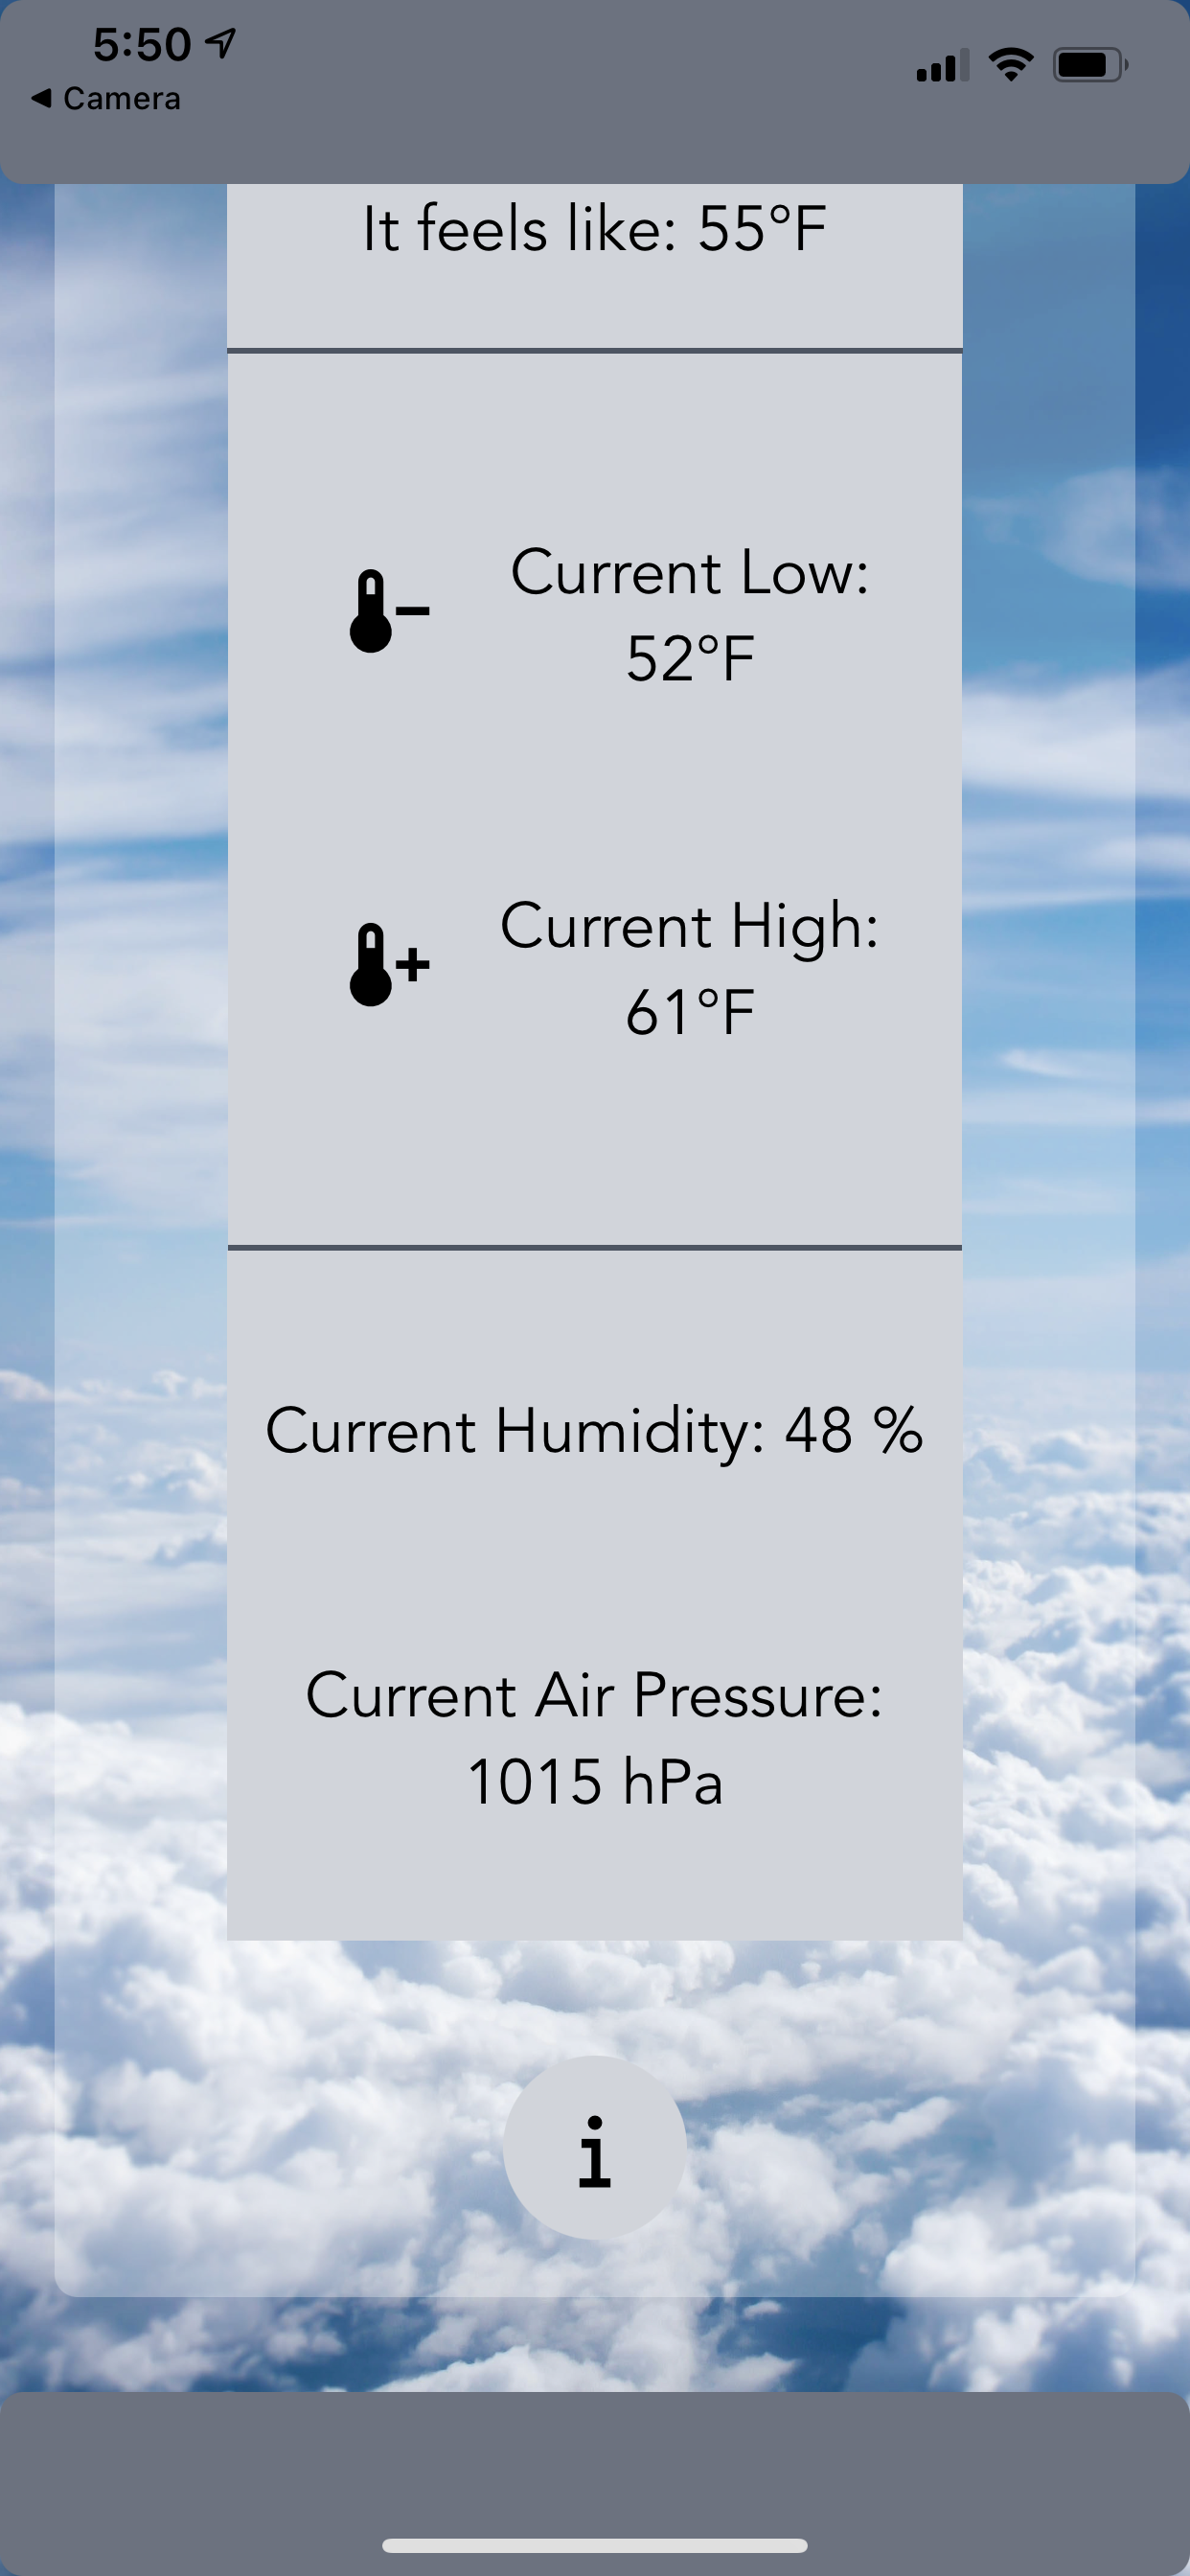 5:50
Camera
It feels like: 55°F
Current Low:
52°F
Current High:
61°F
Current Humidity: 48 %
Current Air Pressure:
1015 hPa
i